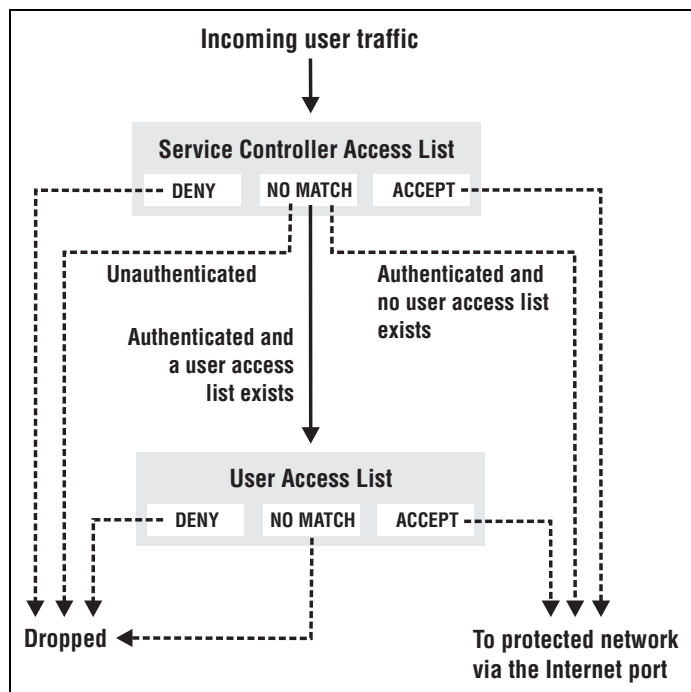 Incoming user traffic
Service Controller Access List
DENY
NO MATCH
ACCEPT
Unauthenticated
Authenticated and
no user access list
exists
Authenticated and
a user access
list exists
User Access List
DENY
NO MATCH
ACCEPT
Dropped
To protected network
via the Internet port